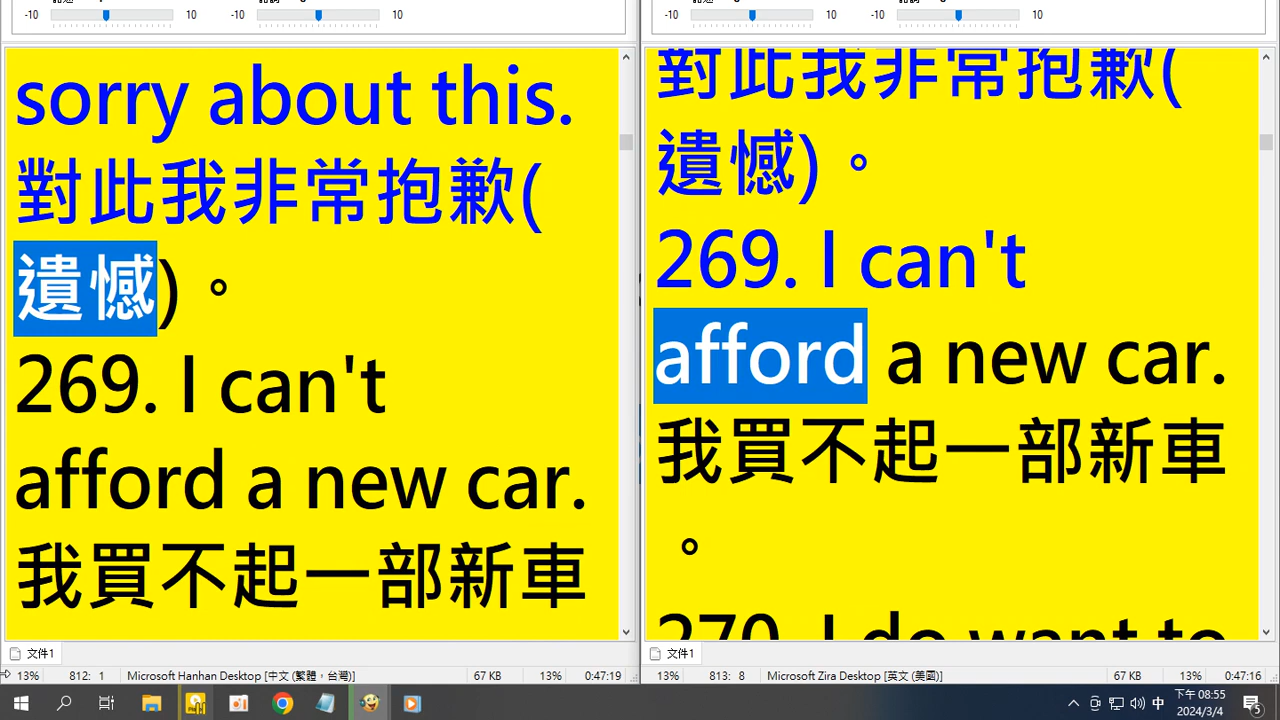 -10 10 -10 10
sorry about this.
對此我非常抱歉(
遺憾)。
269. I can't
afford a new car.
我買不起一部新車
文件1
13% 812: 1 Microsoft Hanhan Desktop [中文 (繁體，台灣)] 67 KB 13% 0:47:19
-10 10 -10 10
對此我非常抱歉(
遺憾)。
269. I can't
afford a new car.
我買不起一部新車
。
270. I do want to
文件1
13% 813: 8 Microsoft Zira Desktop [英文 (美國)] 67 KB 13% 0:47:16
中
下午 08:55
2024/3/4
5